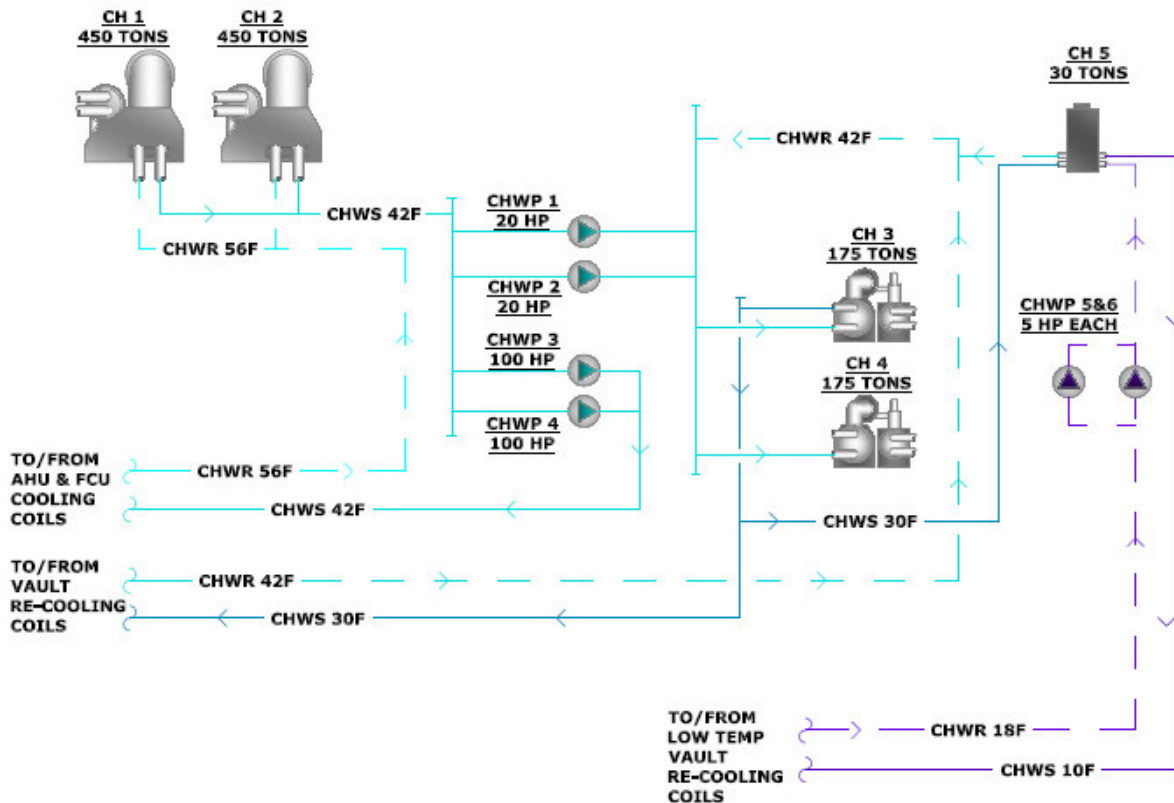 CH 1
450 TONS
CH 2
450 TONS
CH 5
30 TONS
CHWR 42F
CHWP 1
20 HP
CHWS 42F
CHWR 56F
CH 3
175 TONS
CHWP 2
20 HP
CHWP 5&6
5 HP EACH
CHWP 3
100 HP
CH 4
175 TONS
CHWP 4
100 HP
TO/FROM
AHU & FCU
COOLING
COILS
CHWR 56F
CHWS 42F
CHWS 30F
TO/FROM
VAULT
RE-COOLING
COILS
CHWR 42F
CHWS 30F
TO/FROM
LOW TEMP
VAULT
RE-COOLING
COILS
CHWR 18F
CHWS 10F